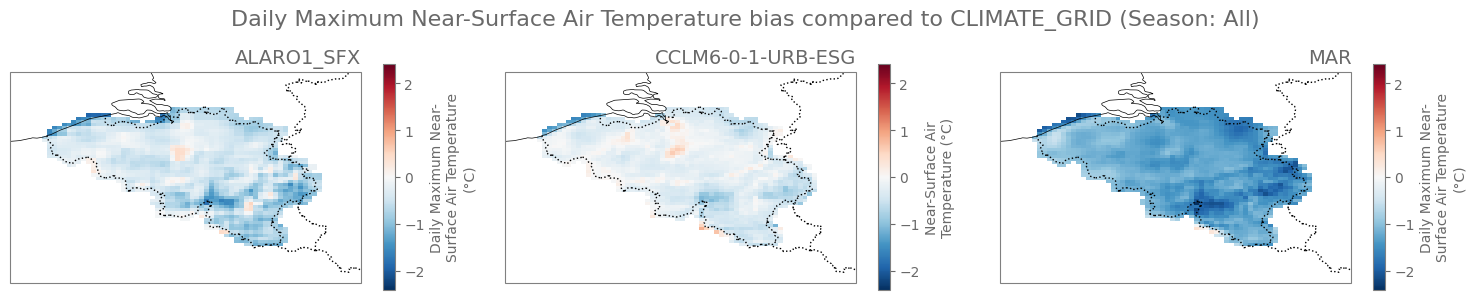 Daily Maximum Near-Surface Air Temperature bias compared to CLIMATE_GRID (Season: All)
ALARO1_SFX
2
1
0
−1
−2
Daily Maximum Near-
Surface Air Temperature
(°C)
CCLM6-0-1-URB-ESG
2
1
0
−1
−2
Near-Surface Air
Temperature (°C)
MAR
2
1
0
−1
−2
Daily Maximum Near-
Surface Air Temperature
(°C)